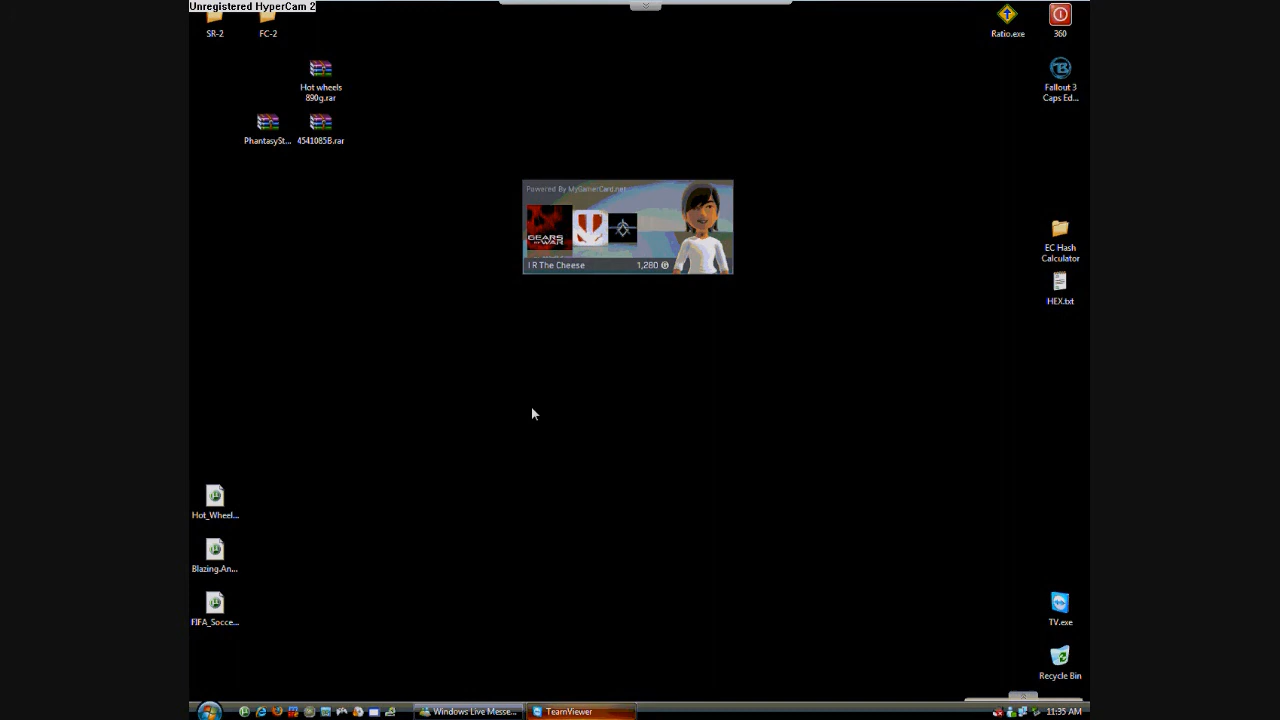 Unregistered HyperCam 2
SR-2
FC-2
Ratio.exe
360
Hot wheels
890g.rar
Fallout 3
Caps Ed...
PhantasySt...
4541085B.rar
Powered By MyGamerCard.net
GEARS
OF WAR
I R The Cheese
1,280 G
EC Hash
Calculator
HEX.txt
Hot_Wheel...
Blazing.An...
FIFA_Socce...
TV.exe
Recycle Bin
Windows Live Messe...
TeamViewer
11:35 AM